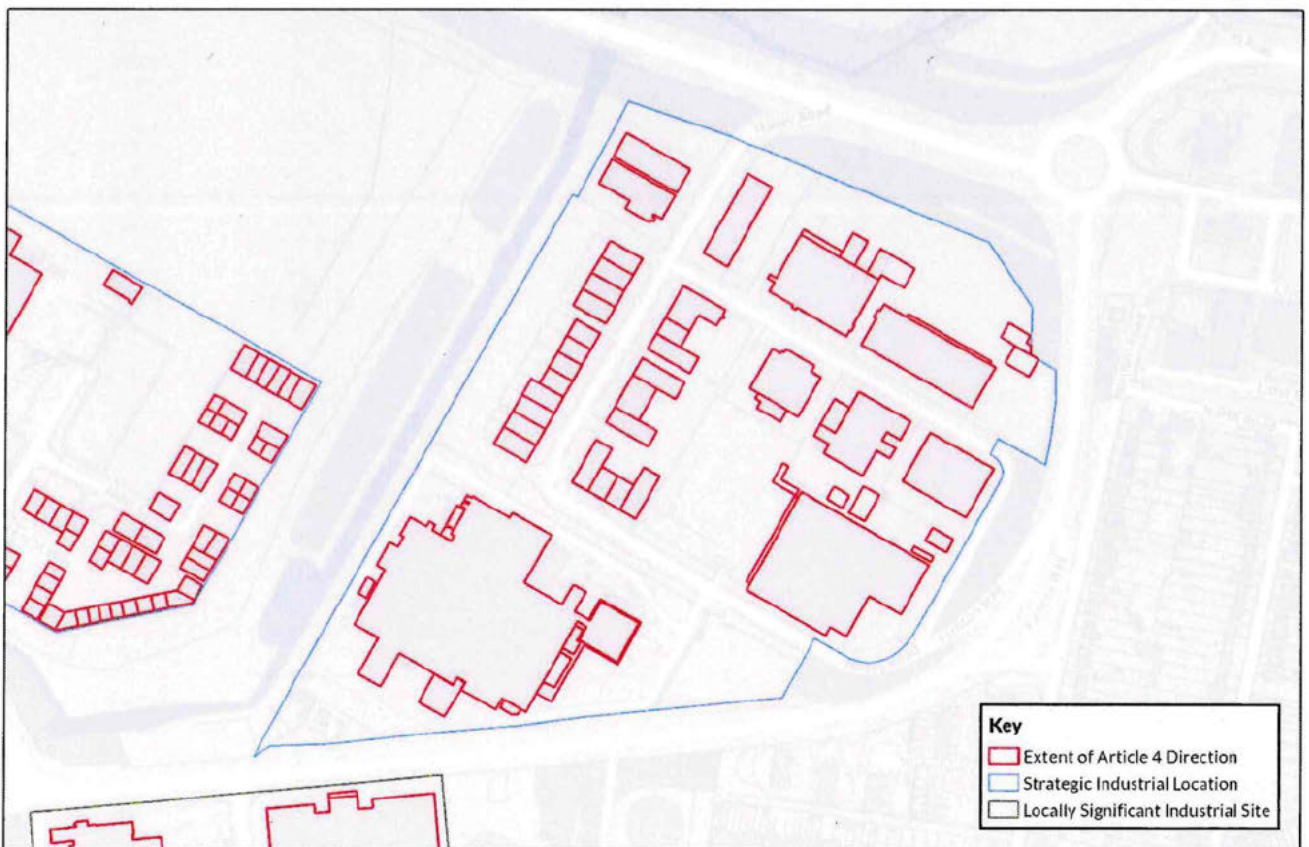 Key
Extent of Article 4 Direction
Strategic Industrial Location
Locally Significant Industrial Site